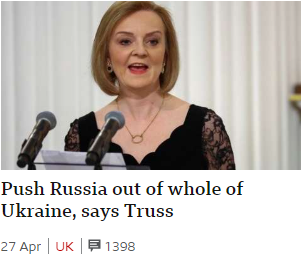 Push Russia out of whole of
Ukraine, says Truss
27 Apr | UK | 1398